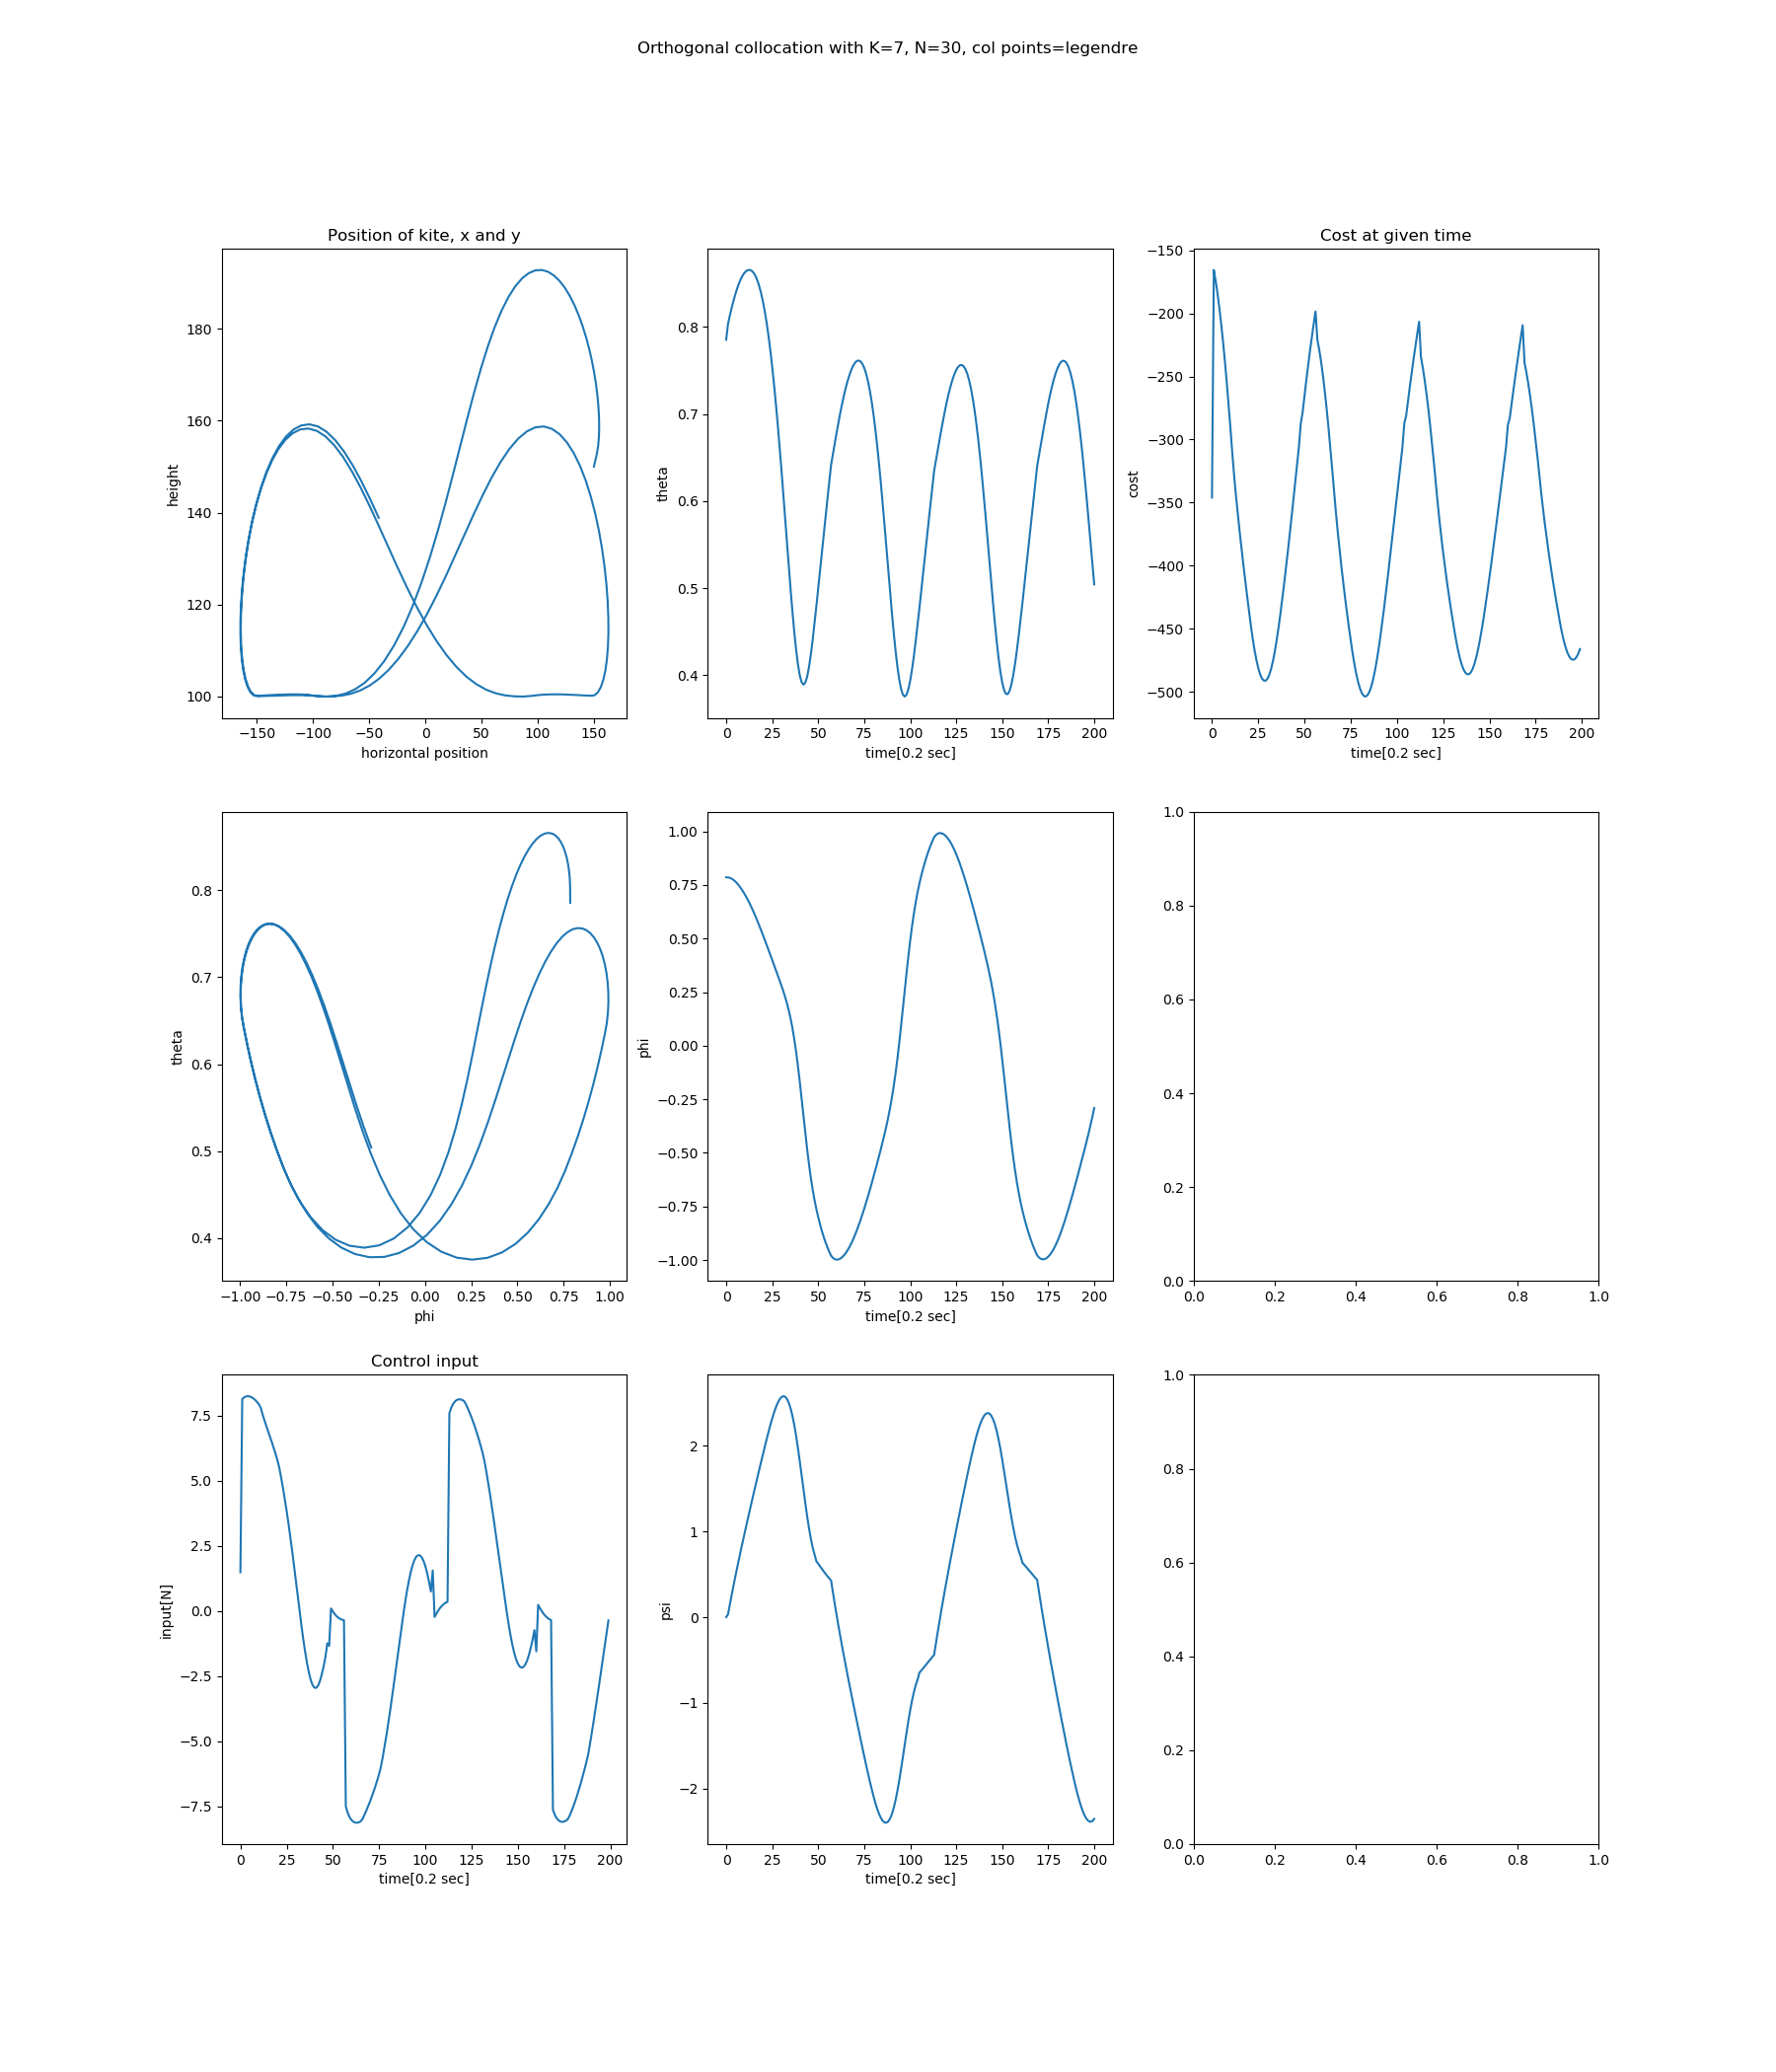 Orthogonal collocation with K=7, N=30, col points=legendre
Position of kite, x and y
height
180
160
140
120
100
−150 −100 −50 0 50 100 150
horizontal position
theta
0.8
0.7
0.6
0.5
0.4
0 25 50 75 100 125 150 175 200
time[0.2 sec]
Cost at given time
cost
−150
−200
−250
−300
−350
−400
−450
−500
0 25 50 75 100 125 150 175 200
time[0.2 sec]
theta
0.8
0.7
0.6
0.5
0.4
−1.00 −0.75 −0.50 −0.25 0.00 0.25 0.50 0.75 1.00
phi
phi
1.00
0.75
0.50
0.25
0.00
−0.25
−0.50
−0.75
−1.00
0 25 50 75 100 125 150 175 200
time[0.2 sec]
1.0
0.8
0.6
0.4
0.2
0.0
0.0 0.2 0.4 0.6 0.8 1.0
Control input
input[N]
7.5
5.0
2.5
0.0
−2.5
−5.0
−7.5
0 25 50 75 100 125 150 175 200
time[0.2 sec]
psi
2
1
0
−1
−2
0 25 50 75 100 125 150 175 200
time[0.2 sec]
1.0
0.8
0.6
0.4
0.2
0.0
0.0 0.2 0.4 0.6 0.8 1.0